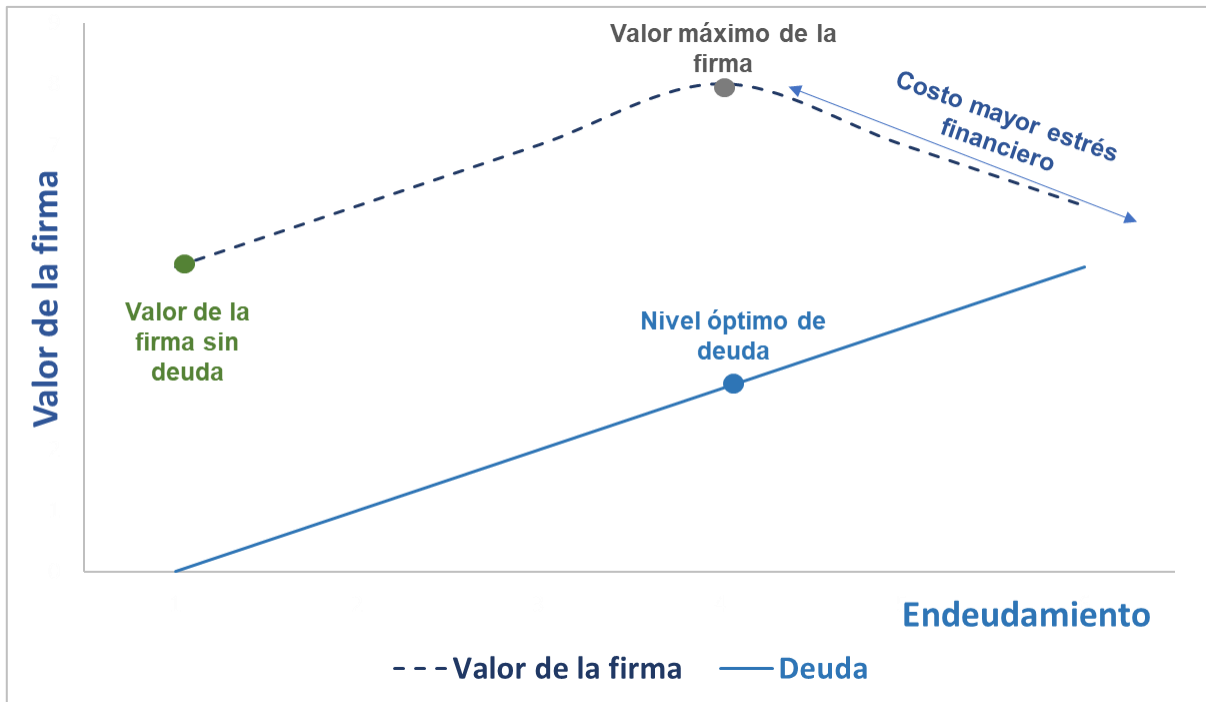 Valor máximo de la
firma
Costo mayor estrés
financiero
Valor de la firma
Valor de la
firma sin
deuda
Nivel óptimo de
deuda
Endeudamiento
Valor de la firma
Deuda